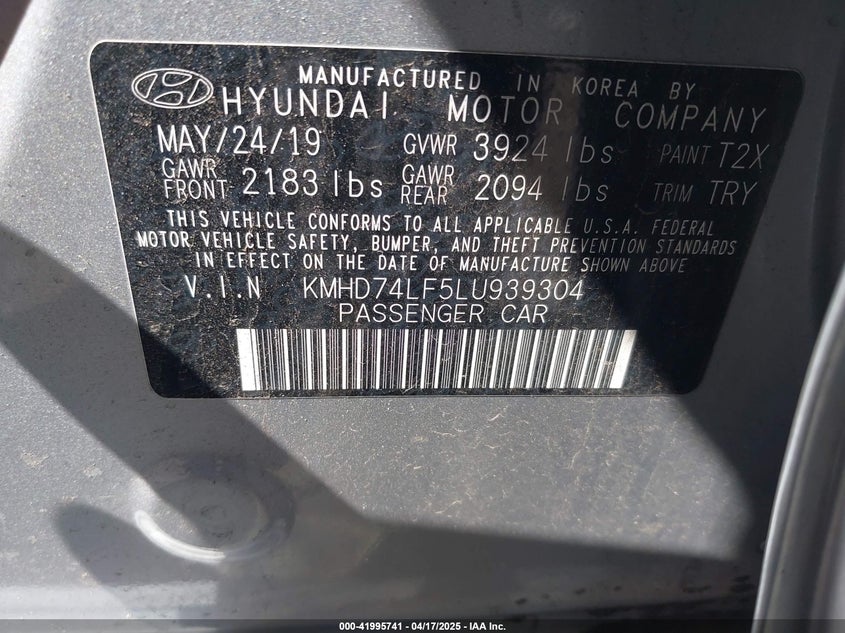 MANUFACTURED IN KOREA BY
HYUNDAI MOTOR COMPANY
MAY/24/19 GVWR 3924 lbs PAINT T2X
GAWR FRONT 2183 lbs GAWR REAR 2094 lbs TRIM TRY
THIS VEHICLE CONFORMS TO ALL APPLICABLE U.S.A. FEDERAL
MOTOR VEHICLE SAFETY, BUMPER, AND THEFT PREVENTION STANDARDS
IN EFFECT ON THE DATE OF MANUFACTURE SHOWN ABOVE
V.I.N KMHD74LF5LU939304
PASSENGER CAR
000-41995741 - 04/17/2025 - IAA Inc.